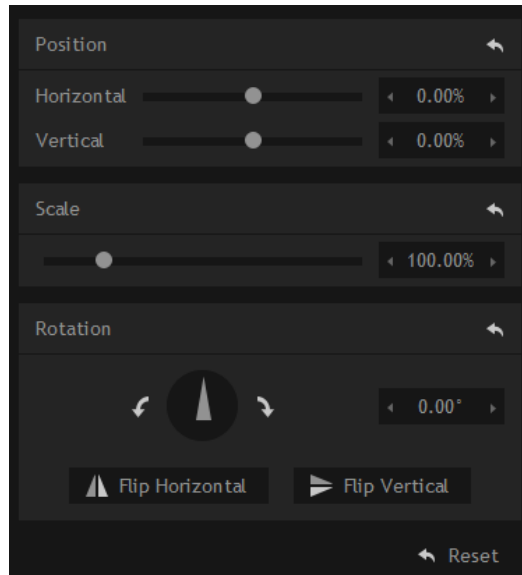 Position
Horizontal 0.00%
Vertical 0.00%
Scale
100.00%
Rotation
0.00°
Flip Horizontal Flip Vertical
Reset